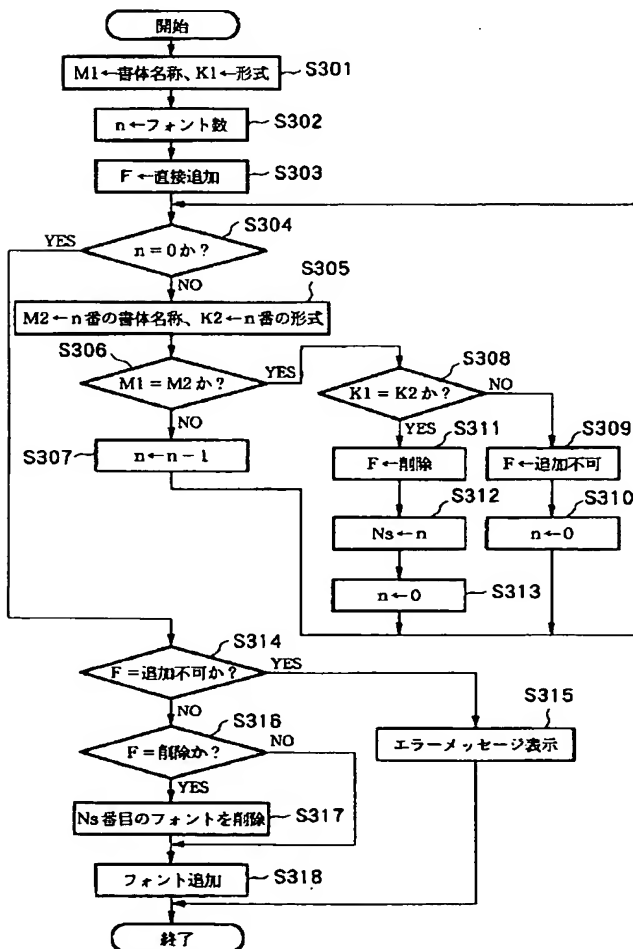 開始
M1←書体名称、K1←形式
S301
n←フォント数
S302
F←直接追加
S303
S304
YES
n=0か?
NO
S305
M2←n番の書体名称、K2←n番の形式
S306
M1=M2か?
YES
NO
S308
K1=K2か?
NO
YES
S307
n←n-1
S311
F←削除
S309
F←追加不可
S312
Ns←n
S310
n←0
n←0
S313
S314
F=追加不可か?
YES
NO
S315
エラーメッセージ表示
S316
F=削除か?
NO
YES
Ns番目のフォントを削除
S317
フォント追加
S318
終了